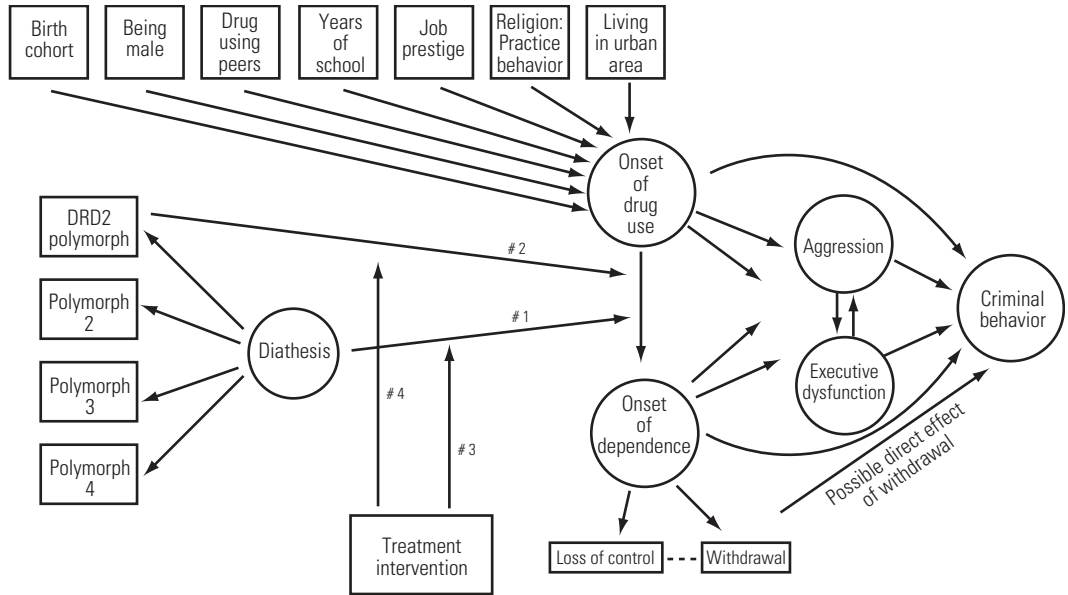 Birth
cohort
Being
male
Drug
using
peers
Years
of
school
Job
prestige
Religion:
Practice
behavior
Living
in urban
area
Onset
of
drug
use
DRD2
polymorph
# 2
Aggression
Polymorph
2
# 1
Criminal
behavior
Diathesis
Polymorph
3
Executive
dysfunction
# 4
Onset
of
dependence
# 3
Polymorph
4
Possible direct effect
of withdrawal
Treatment
intervention
Loss of control
Withdrawal